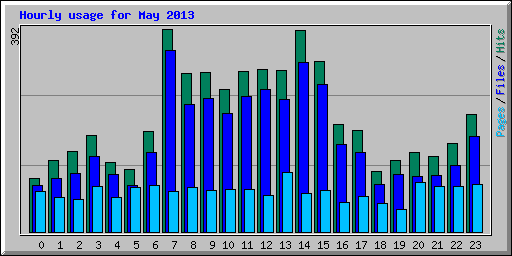 Hourly usage for May 2013
392
Pages/Files/Hits
0 1 2 3 4 5 6 7 8 9 10 11 12 13 14 15 16 17 18 19 20 21 22 23